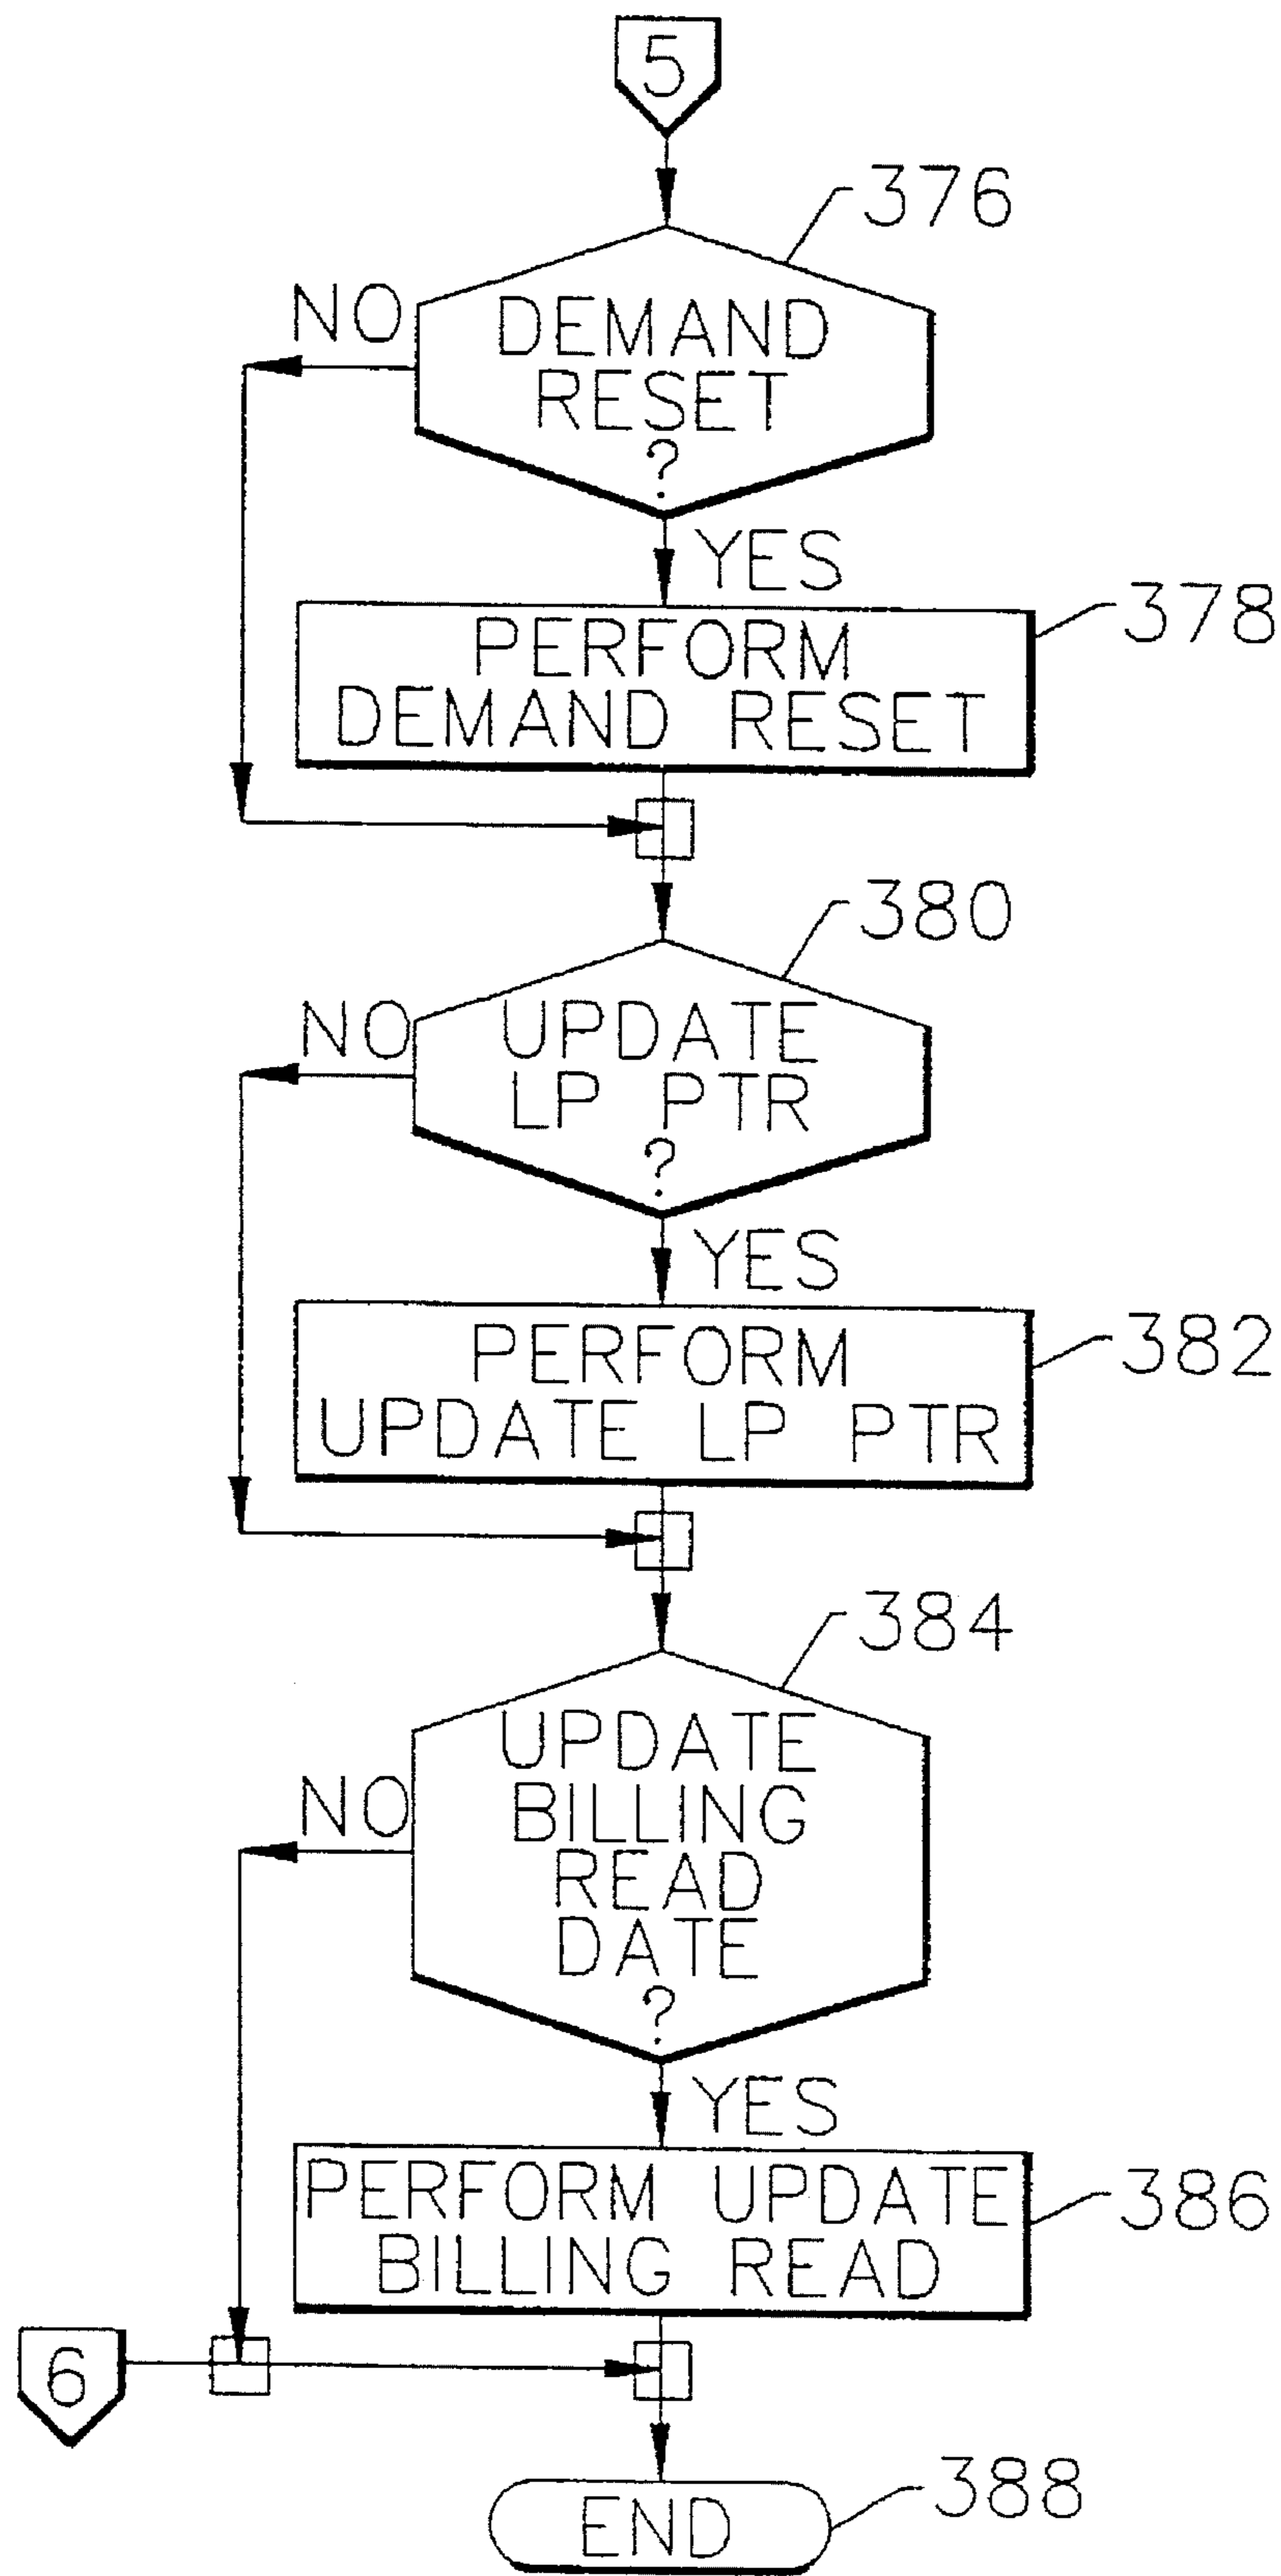 5
376
NO
DEMAND
RESET
?
YES
378
PERFORM
DEMAND RESET
380
NO
UPDATE
LP PTR
?
YES
382
PERFORM
UPDATE LP PTR
384
NO
UPDATE
BILLING
READ
DATE
?
YES
386
PERFORM UPDATE
BILLING READ
6
388
END